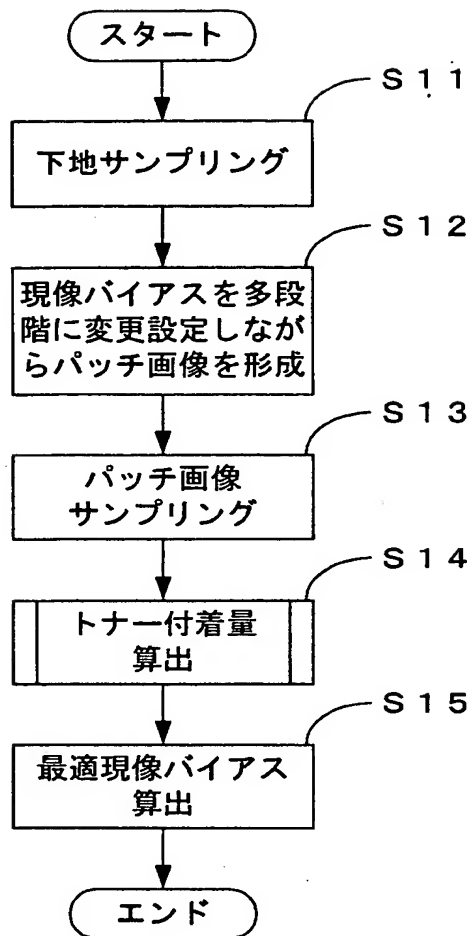 スタート
S11
下地サンプリング
S12
現像バイアスを多段
階に変更設定しなが
らパッチ画像を形成
S13
パッチ画像
サンプリング
S14
トナー付着量
算出
S15
最適現像バイアス
算出
エンド